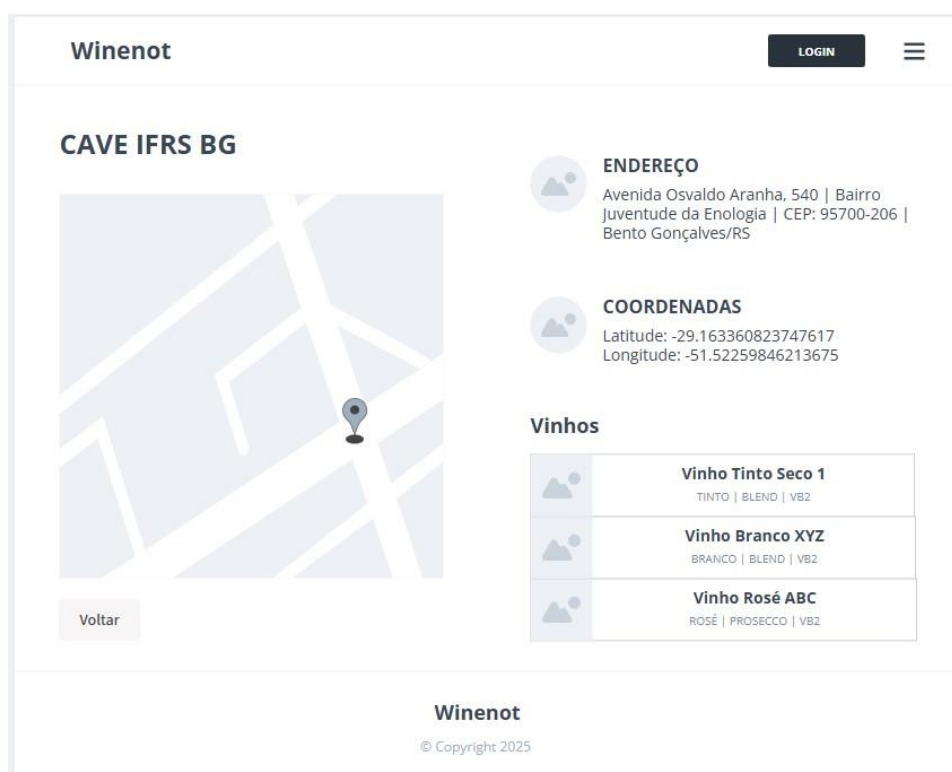 Winenot
LOGIN
CAVE IFRS BG
ENDEREÇO
Avenida Osvaldo Aranha, 540 | Bairro
Juventude da Enologia | CEP: 95700-206 |
Bento Gonçalves/RS
COORDENADAS
Latitude: -29.163360823747617
Longitude: -51.52259846213675
Vinhos
Vinho Tinto Seco 1
TINTO | BLEND | VB2
Vinho Branco XYZ
BRANCO | BLEND | VB2
Vinho Rosé ABC
ROSÉ | PROSECCO | VB2
Voltar
Winenot
© Copyright 2025